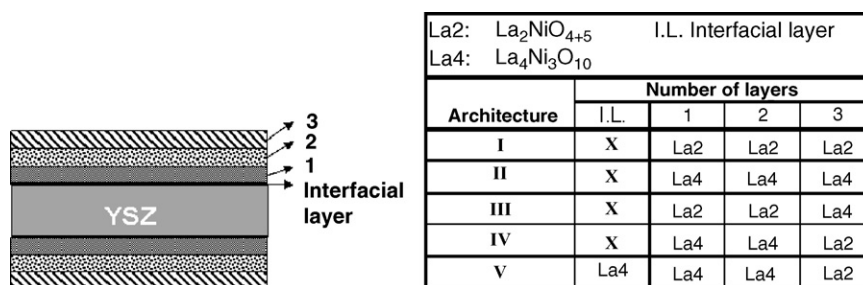 3
2
1
Interfacial
layer
YSZ
La2: La₂NiO₄₊₅ I.L. Interfacial layer
La4: La₄Ni₃O₁₀
Number of layers
Architecture I.L. 1 2 3
I X La2 La2 La2
II X La4 La4 La4
III X La2 La2 La4
IV X La4 La4 La2
V La4 La4 La4 La2